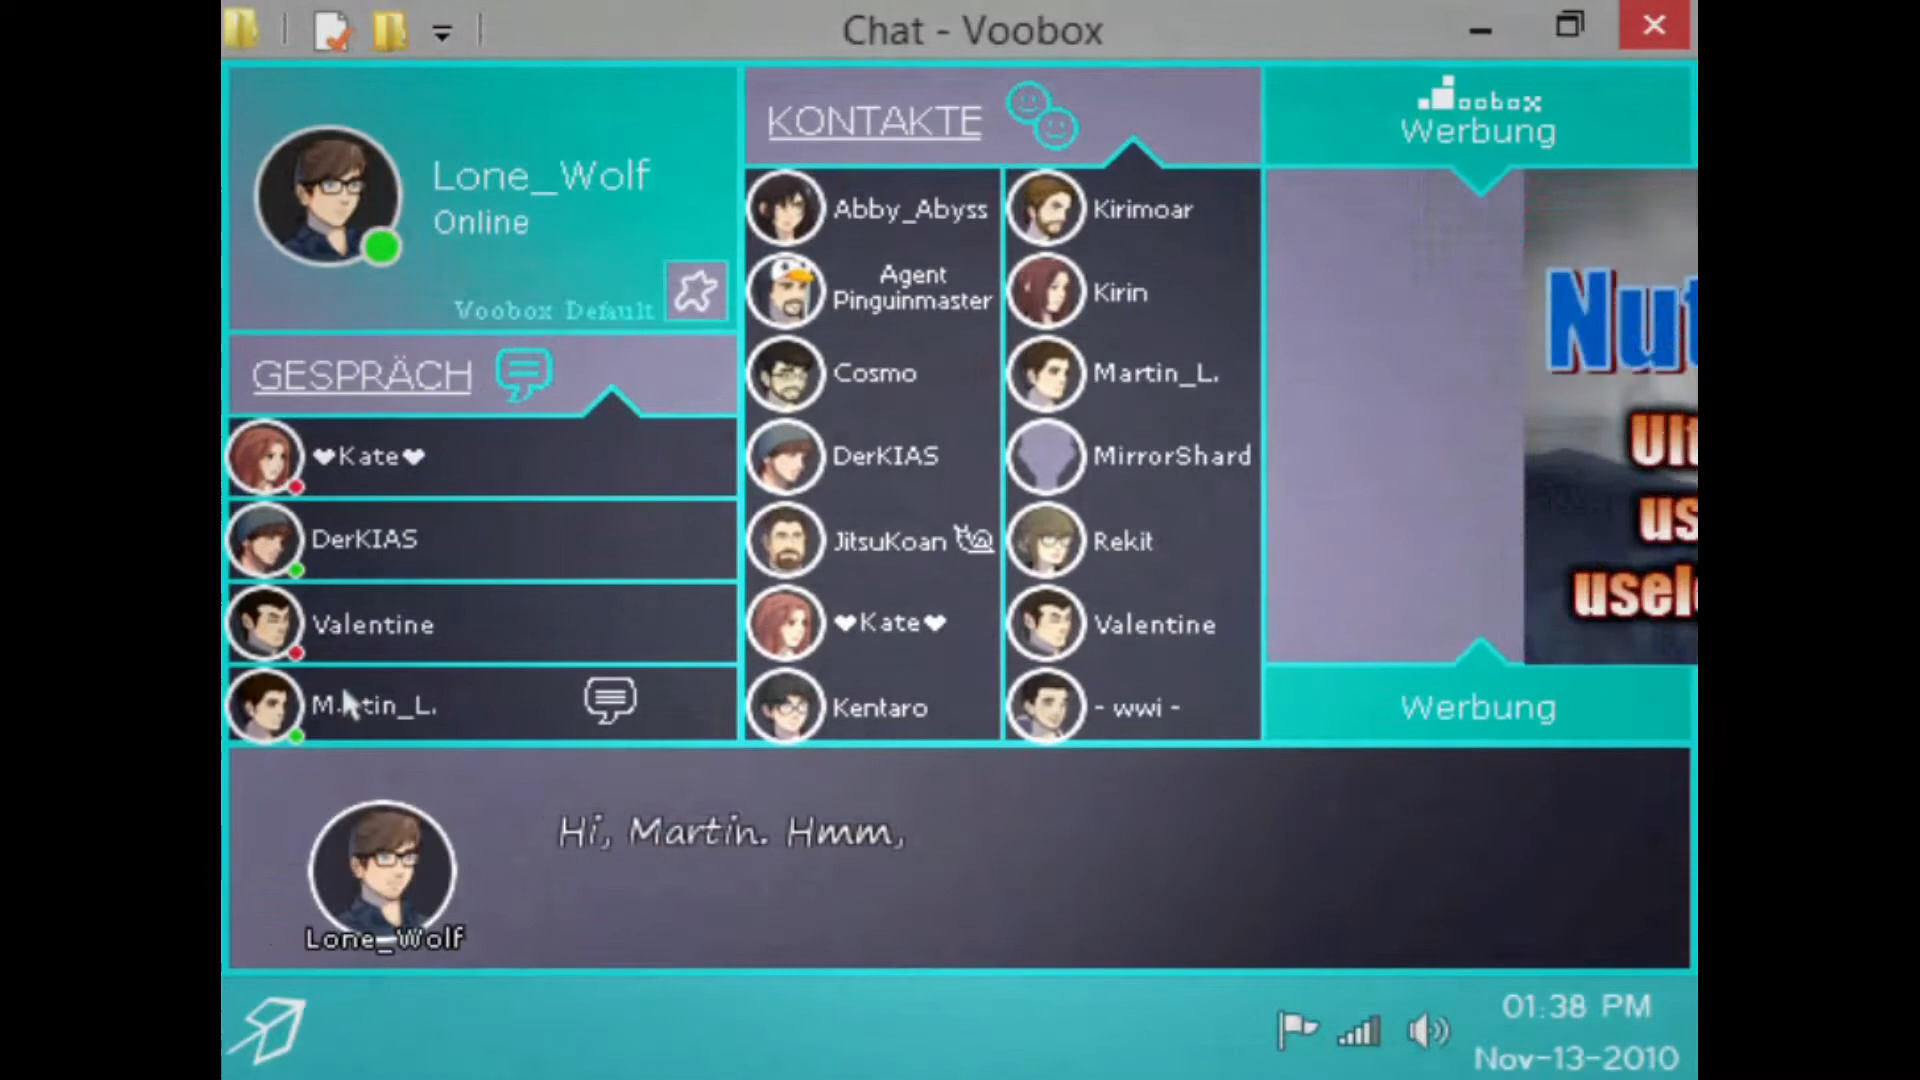 Chat - Voobox
Lone_Wolf
Online
Voobox Default
GESPRÄCH
❤Kate❤
DerKIAS
Valentine
KONTAKTE
Abby_Abyss
Agent
Pinguinmaster
Cosmo
DerKIAS
JitsuKoan
❤Kate❤
Kentaro
Kirimoar
Kirin
Martin_L.
MirrorShard
Rekit
Valentine
- wwi -
Voobox
Werbung
Werbung
Hi, Martin. Hmm,
Lone_Wolf
01:38 PM
Nov-13-2010